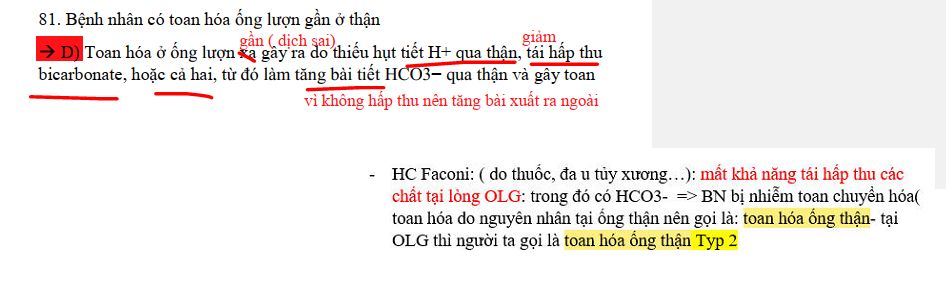 81. Bệnh nhân có toan hóa ống lượn gần ở thận
gần ( dịch sai)
giảm
→ D) Toan hóa ở ống lượn xa gây ra do thiếu hụt tiết H+ qua thận, tái hấp thu
bicarbonate, hoặc cả hai, từ đó làm tăng bài tiết HCO3− qua thận và gây toan
vì không hấp thu nên tăng bài xuất ra ngoài
- HC Faconi: ( do thuốc, đa u tủy xương…): mất khả năng tái hấp thu các
chất tại lòng OLG: trong đó có HCO3- => BN bị nhiễm toan chuyển hóa(
toan hóa do nguyên nhân tại ống thận nên gọi là: toan hóa ống thận- tại
OLG thì người ta gọi là toan hóa ống thận Typ 2